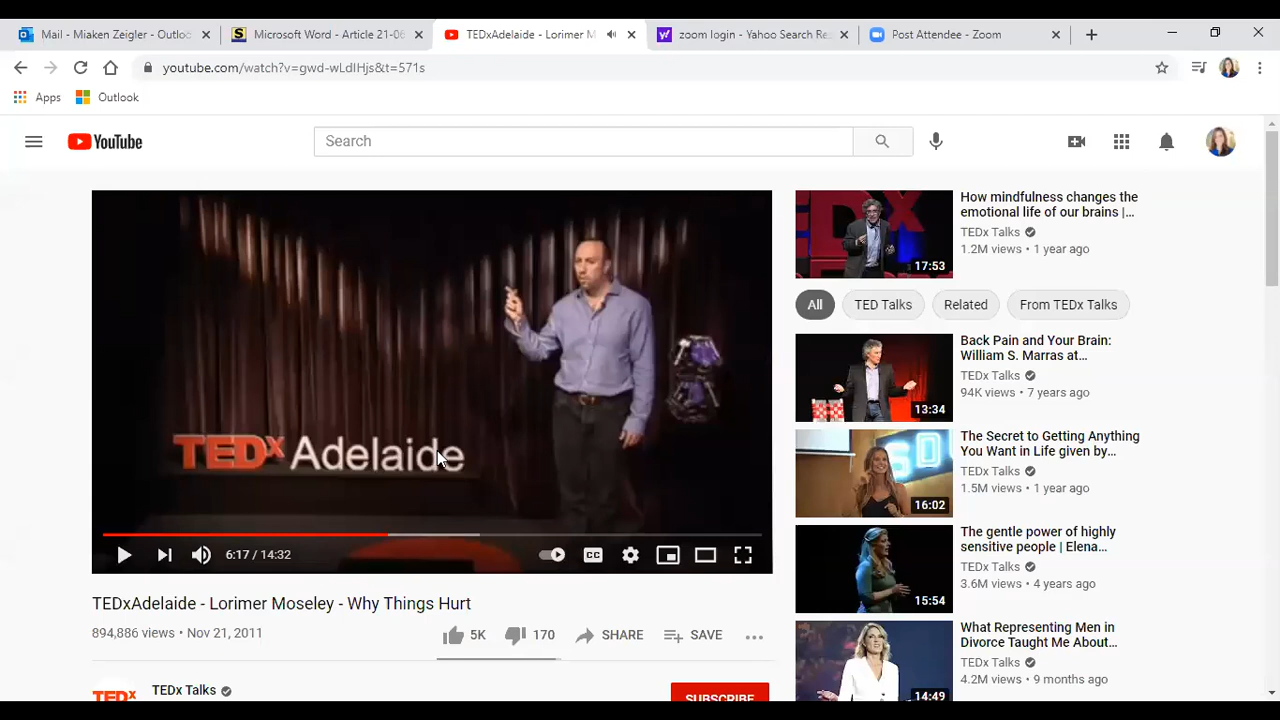 Mail - Miaken Zeigler - Outloo
Microsoft Word - Article 21-06
TEDxAdelaide - Lorimer M
zoom login - Yahoo Search Re
Post Attendee - Zoom
youtube.com/watch?v=gwd-wLdIHjs&t=571s
Apps
Outlook
YouTube
Search
TEDxAdelaide
6:17 / 14:32
CC
TEDxAdelaide - Lorimer Moseley - Why Things Hurt
894,886 views • Nov 21, 2011
5K
170
SHARE
SAVE
TEDx
TEDx Talks
SUBSCRIBE
17:53
How mindfulness changes the
emotional life of our brains |...
TEDx Talks
1.2M views • 1 year ago
All
TED Talks
Related
From TEDx Talks
13:34
Back Pain and Your Brain:
William S. Marras at...
TEDx Talks
94K views • 7 years ago
16:02
The Secret to Getting Anything
You Want in Life given by...
TEDx Talks
1.5M views • 1 year ago
15:54
The gentle power of highly
sensitive people | Elena...
TEDx Talks
3.6M views • 4 years ago
14:49
What Representing Men in
Divorce Taught Me About...
TEDx Talks
4.2M views • 9 months ago